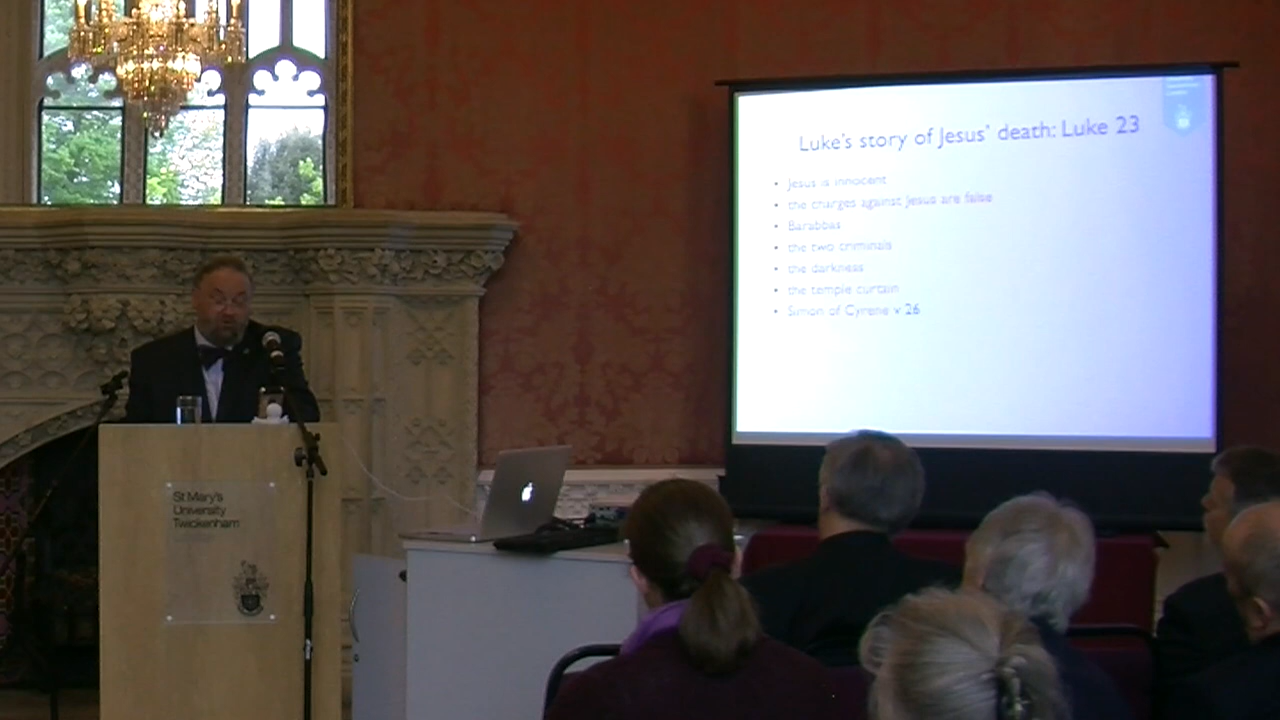 Luke's story of Jesus' death: Luke 23
• Jesus is innocent
• the charges against Jesus are false
• Barabbas
• the two criminals
• the darkness
• the temple curtain
• Simon of Cyrene v 26
St Mary's
University
Twickenham